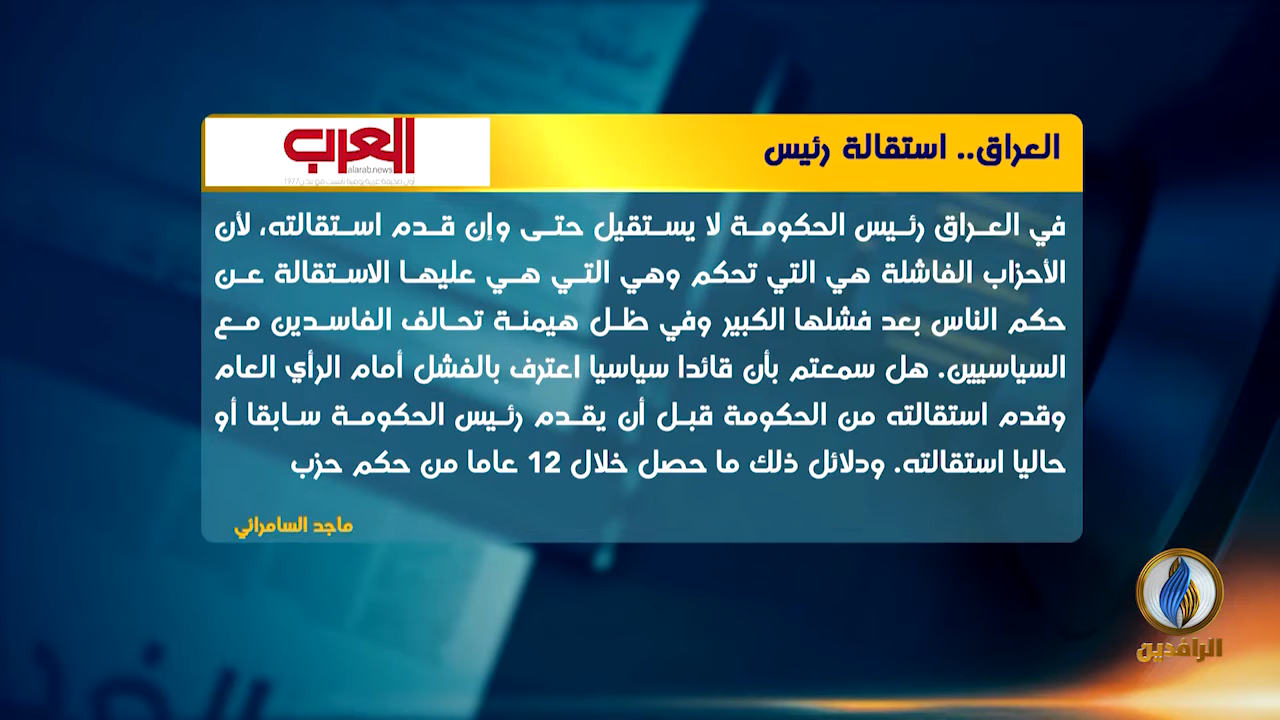 العراق.. استقالة رئيس
العرب
alarab.news
في العراق رئيس الحكومة لا يستقيل حتى وإن قدم استقالته، لأن
الأحزاب الفاشلة هي التي تحكم وهي التي هي عليها الاستقالة عن
حكم الناس بعد فشلها الكبير وفي ظل هيمنة تحالف الفاسدين مع
السياسيين. هل سمعتم بأن قائدا سياسيا اعترف بالفشل أمام الرأي العام
وقدم استقالته من الحكومة قبل أن يقدم رئيس الحكومة سابقا أو
حاليا استقالته. ودلائل ذلك ما حصل خلال 12 عاما من حكم حزب
ماجد السامرائي
الرافدين